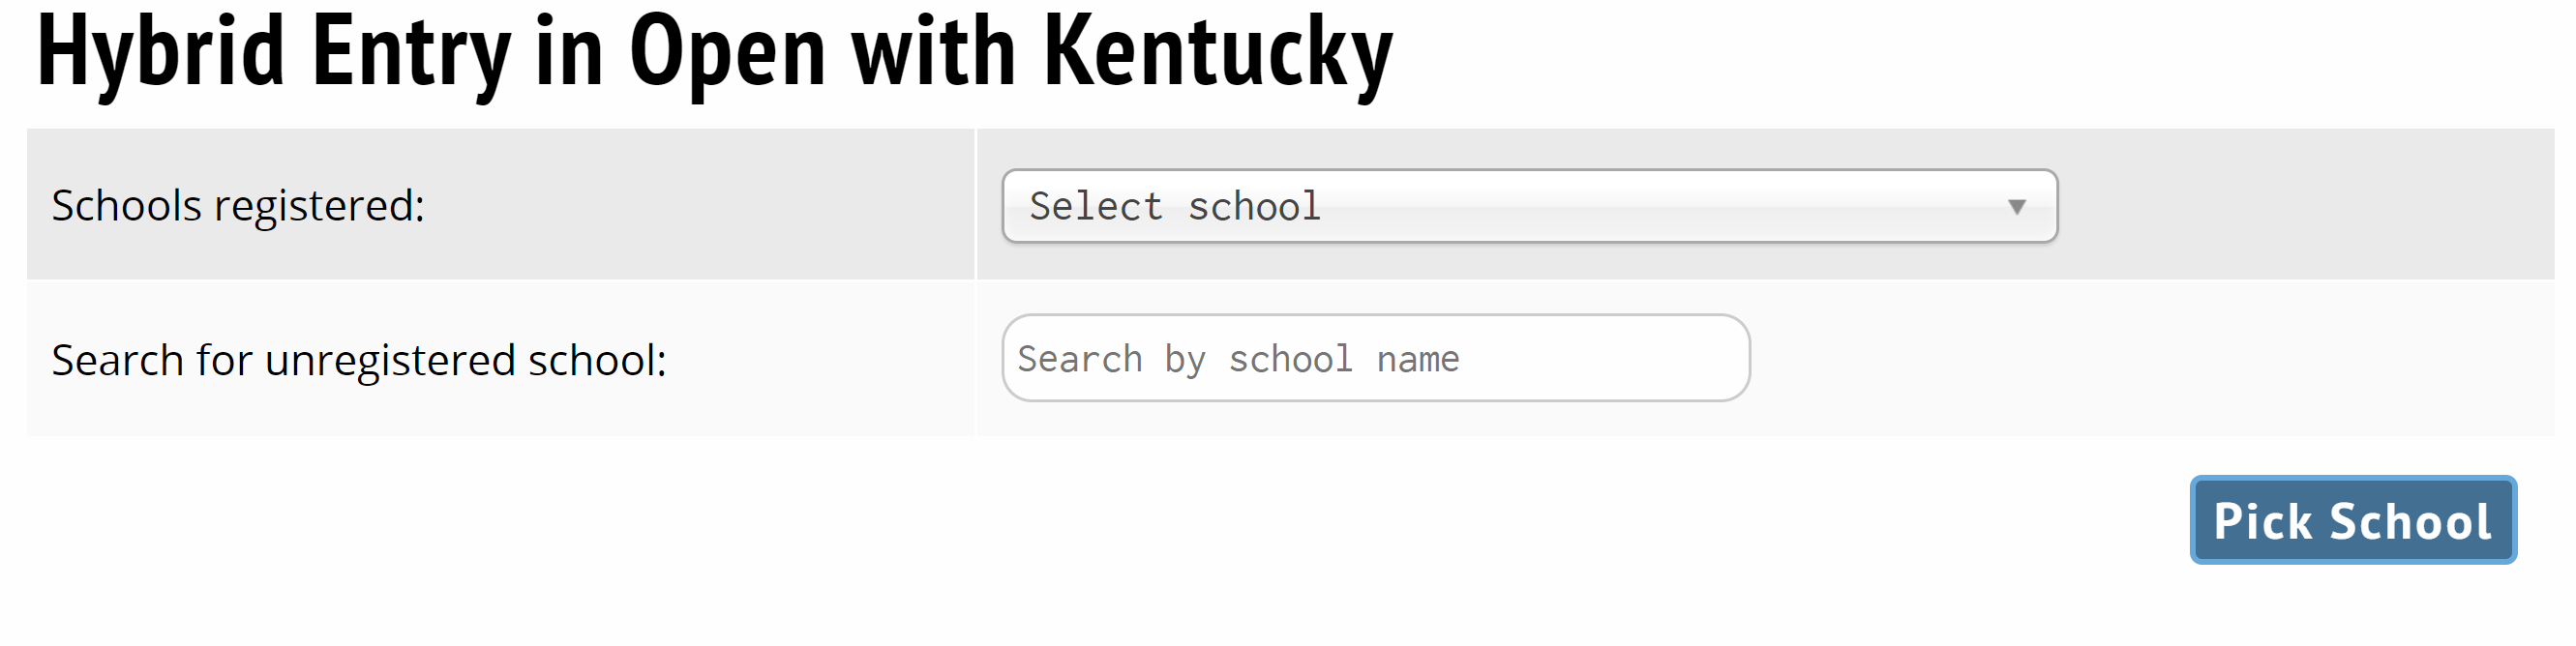 Hybrid Entry in Open with Kentucky
Schools registered:
Select school
Search for unregistered school:
Search by school name
Pick School